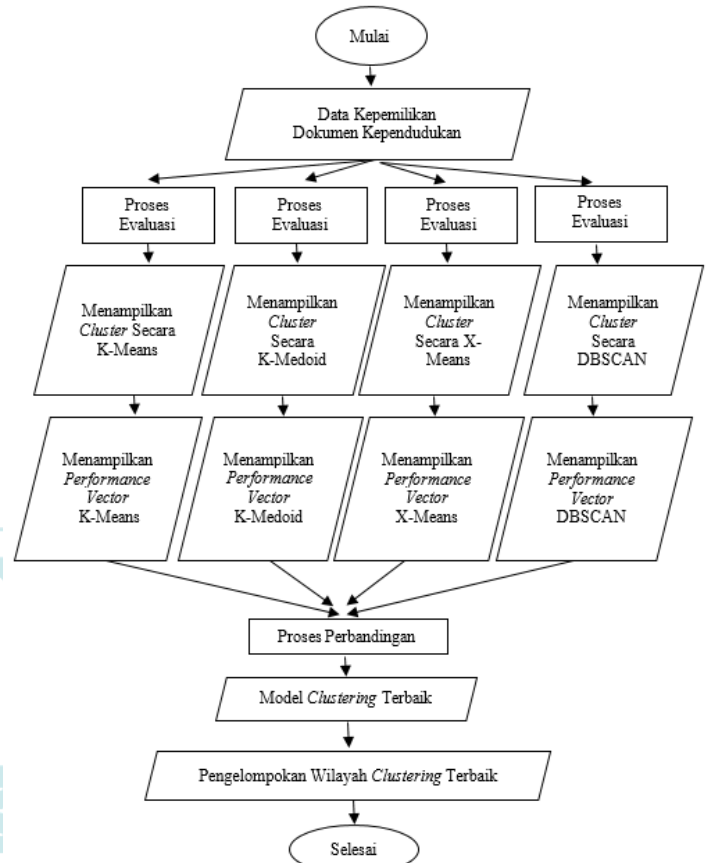 Mulai
Data Kepemilikan
Dokumen Kependudukan
Proses
Evaluasi
Proses
Evaluasi
Proses
Evaluasi
Proses
Evaluasi
Menampilkan
Cluster Secara
K-Means
Menampilkan
Cluster
Secara
K-Medoid
Menampilkan
Cluster
Secara X-
Means
Menampilkan
Cluster
Secara
DBSCAN
Menampilkan
Performance
Vector
K-Means
Menampilkan
Performance
Vector
K-Medoid
Menampilkan
Performance
Vector
X-Means
Menampilkan
Performance
Vector
DBSCAN
Proses Perbandingan
Model Clustering Terbaik
Pengelompokan Wilayah Clustering Terbaik
Selesai